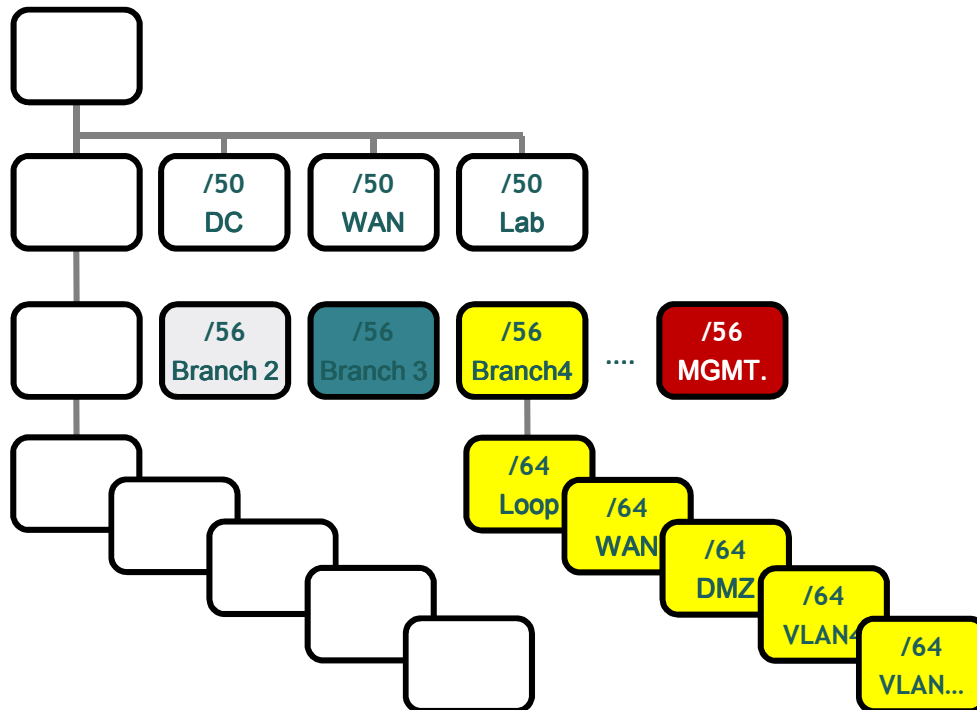 /50
DC
/50
WAN
/50
Lab
/56
Branch 2
/56
Branch 3
/56
Branch4
....
/56
MGMT.
/64
Loop
/64
WAN
/64
DMZ
/64
VLAN4
/64
VLAN...